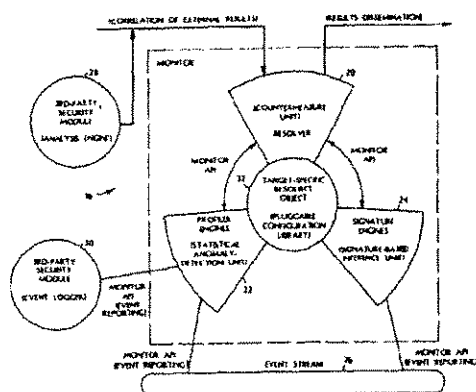 (CORRELATION OF EXTERNAL RESULTS)
(RESULTS DISSEMINATION)
MONITOR
28
3RD-PARTY
SECURITY
MODULE
(ANALYSIS ENGINE)
20
(COUNTERMEASURE
UNIT)
RESOLVER
MONITOR
API
MONITOR
API
32
TARGET-SPECIFIC
RESOURCE
OBJECT
(PLUGGABLE
CONFIGURATION
LIBRARY)
24
PROFILER
ENGINES
(STATISTICAL
ANOMALY-
DETECTION UNIT)
22
SIGNATURE
ENGINES
(SIGNATURE-BASED
INFERENCE UNIT)
30
3RD-PARTY
SECURITY
MODULE
(EVENT LOGGER)
MONITOR
API
(EVENT
REPORTING)
MONITOR API
(EVENT REPORTING)
MONITOR API
(EVENT REPORTING)
EVENT STREAM